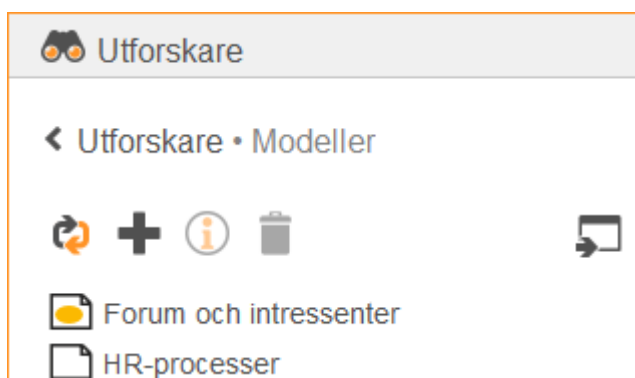 Utforskare
Utforskare • Modeller
Forum och intressenter
HR-processer